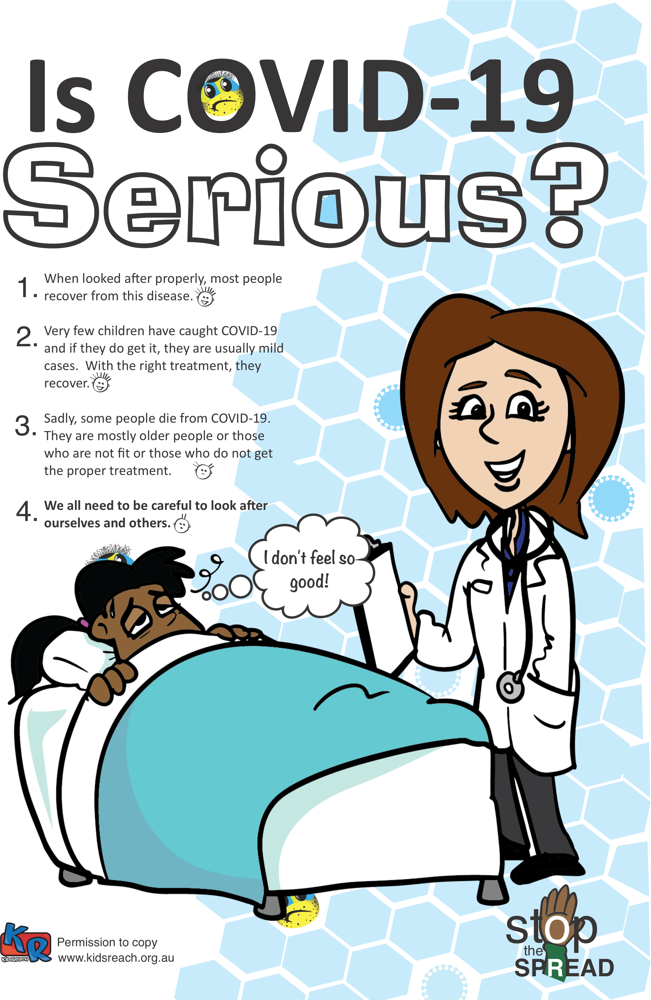 Is COVID-19
Serious?
1. When looked after properly, most people
recover from this disease.
2. Very few children have caught COVID-19
and if they do get it, they are usually mild
cases.  With the right treatment, they
recover.
3. Sadly, some people die from COVID-19.
They are mostly older people or those
who are not fit or those who do not get
the proper treatment.
4. We all need to be careful to look after
ourselves and others.
I don't feel so
good!
KR
KIDSREACH
Permission to copy
www.kidsreach.org.au
stop
the
SPREAD